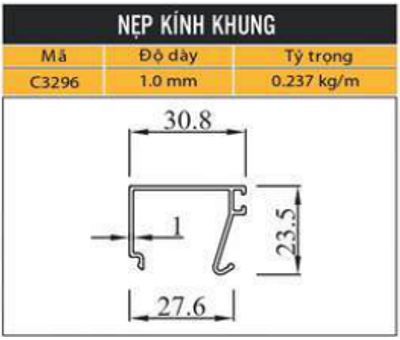 NẸP KÍNH KHUNG
Mã Độ dày Tỷ trọng
C3296 1.0 mm 0.237 kg/m
30.8
1
23.5
27.6